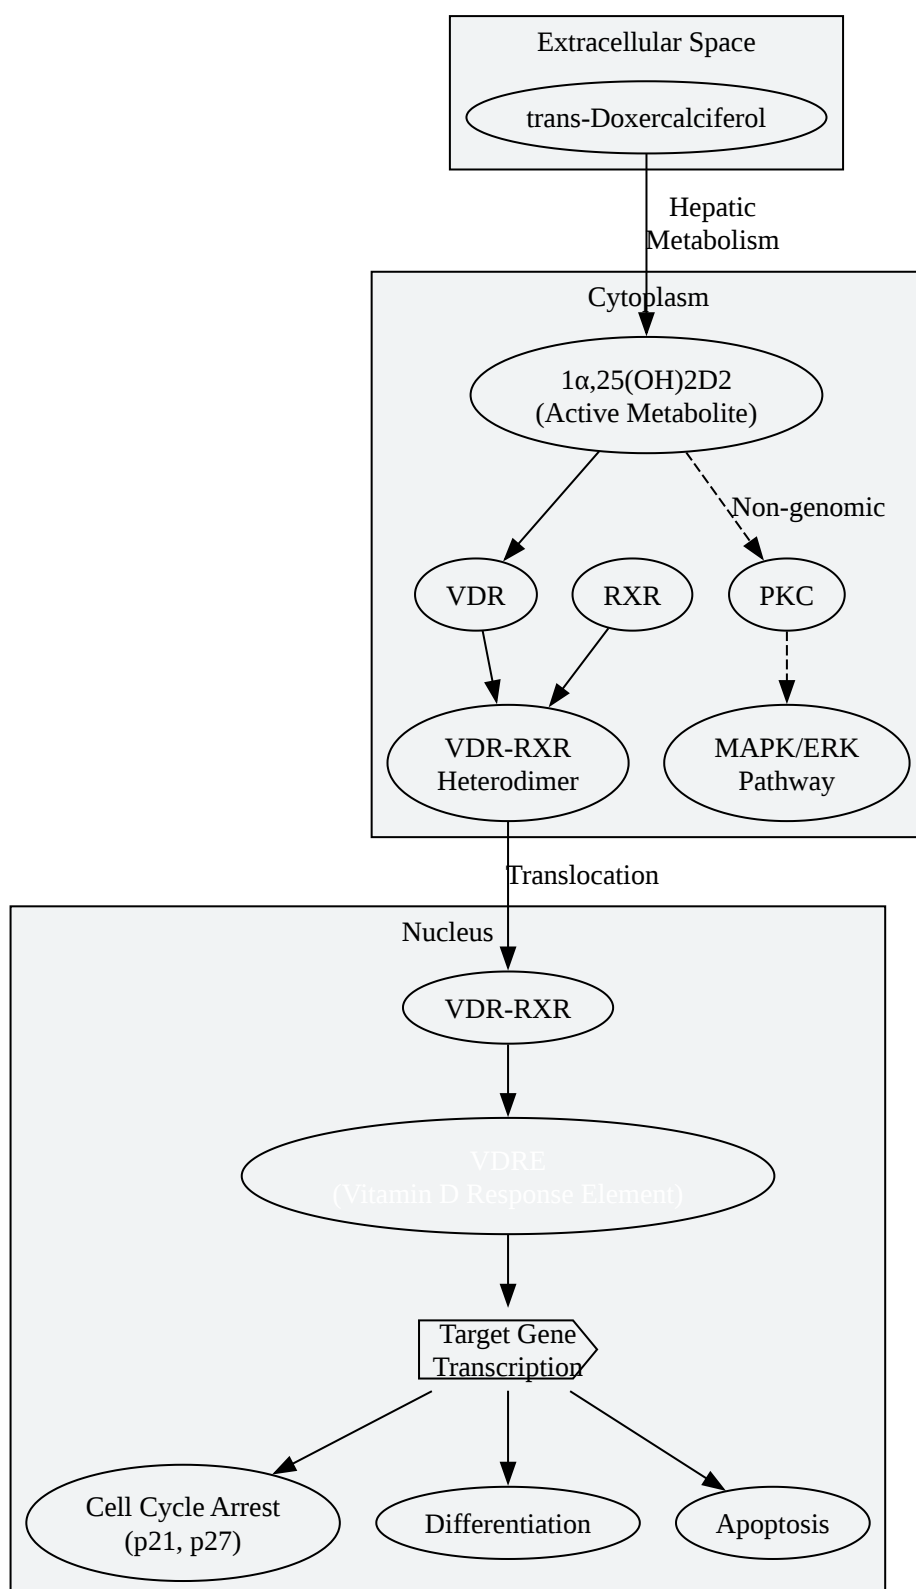 Extracellular Space
trans-Doxercalciferol
Hepatic
Metabolism
Cytoplasm
1α,25(OH)2D2
(Active Metabolite)
Non-genomic
VDR
RXR
PKC
VDR-RXR
Heterodimer
MAPK/ERK
Pathway
Translocation
Nucleus
VDR-RXR
VDRE
(Vitamin D Response Element)
Target Gene
Transcription
Cell Cycle Arrest
(p21, p27)
Differentiation
Apoptosis